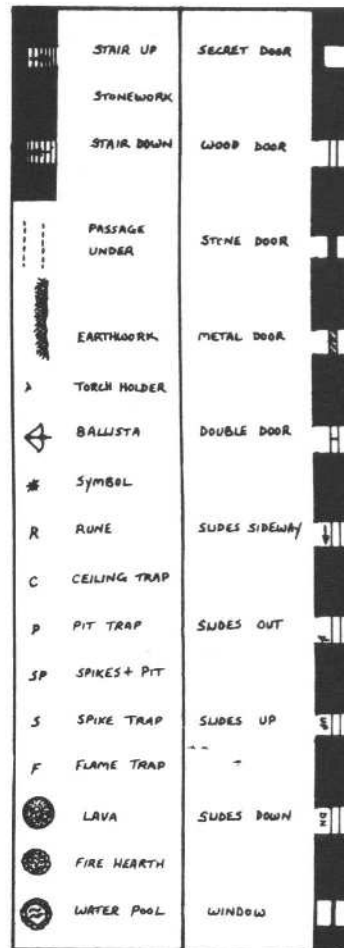 STAIR UP
STONEWORK
STAIR DOWN
PASSAGE
UNDER
EARTHWORK
TORCH HOLDER
BALLISTA
SYMBOL
R RUNE
C CEILING TRAP
P PIT TRAP
SP SPIKES + PIT
S SPIKE TRAP
F FLAME TRAP
LAVA
FIRE HEARTH
WATER POOL
SECRET DOOR
WOOD DOOR
STONE DOOR
METAL DOOR
DOUBLE DOOR
SLIDES SIDEWAY
SLIDES OUT
SLIDES UP
UP
SLIDES DOWN
DN
WINDOW